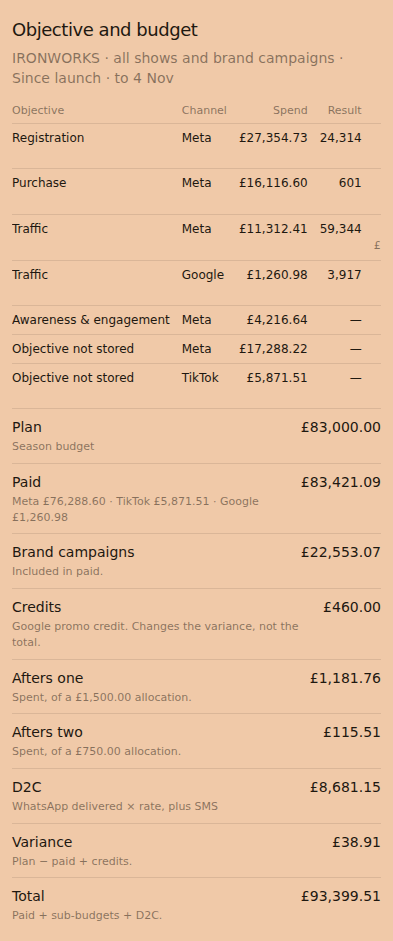 Objective and budget
IRONWORKS · all shows and brand campaigns ·
Since launch · to 4 Nov
Objective Channel Spend Result
Registration Meta £27,354.73 24,314
Purchase Meta £16,116.60 601
Traffic Meta £11,312.41 59,344
£
Traffic Google £1,260.98 3,917
Awareness & engagement Meta £4,216.64 —
Objective not stored Meta £17,288.22 —
Objective not stored TikTok £5,871.51 —
Plan £83,000.00
Season budget
Paid £83,421.09
Meta £76,288.60 · TikTok £5,871.51 · Google
£1,260.98
Brand campaigns £22,553.07
Included in paid.
Credits £460.00
Google promo credit. Changes the variance, not the
total.
Afters one £1,181.76
Spent, of a £1,500.00 allocation.
Afters two £115.51
Spent, of a £750.00 allocation.
D2C £8,681.15
WhatsApp delivered × rate, plus SMS
Variance £38.91
Plan − paid + credits.
Total £93,399.51
Paid + sub-budgets + D2C.